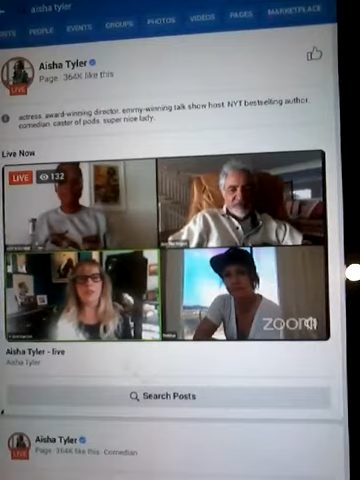 aisha tyler
PEOPLE EVENTS GROUPS PHOTOS VIDEOS PAGES MARKETPLACE
Aisha Tyler
Page · 364K like this
LIVE
actress. award-winning director. emmy-winning talk show host. NYT bestselling author.
comedian. caster of pods. super nice lady.
Live Now
LIVE 132
zoom
Aisha Tyler - live
Aisha Tyler
Search Posts
Aisha Tyler
Page · 364K like this · Comedian
LIVE